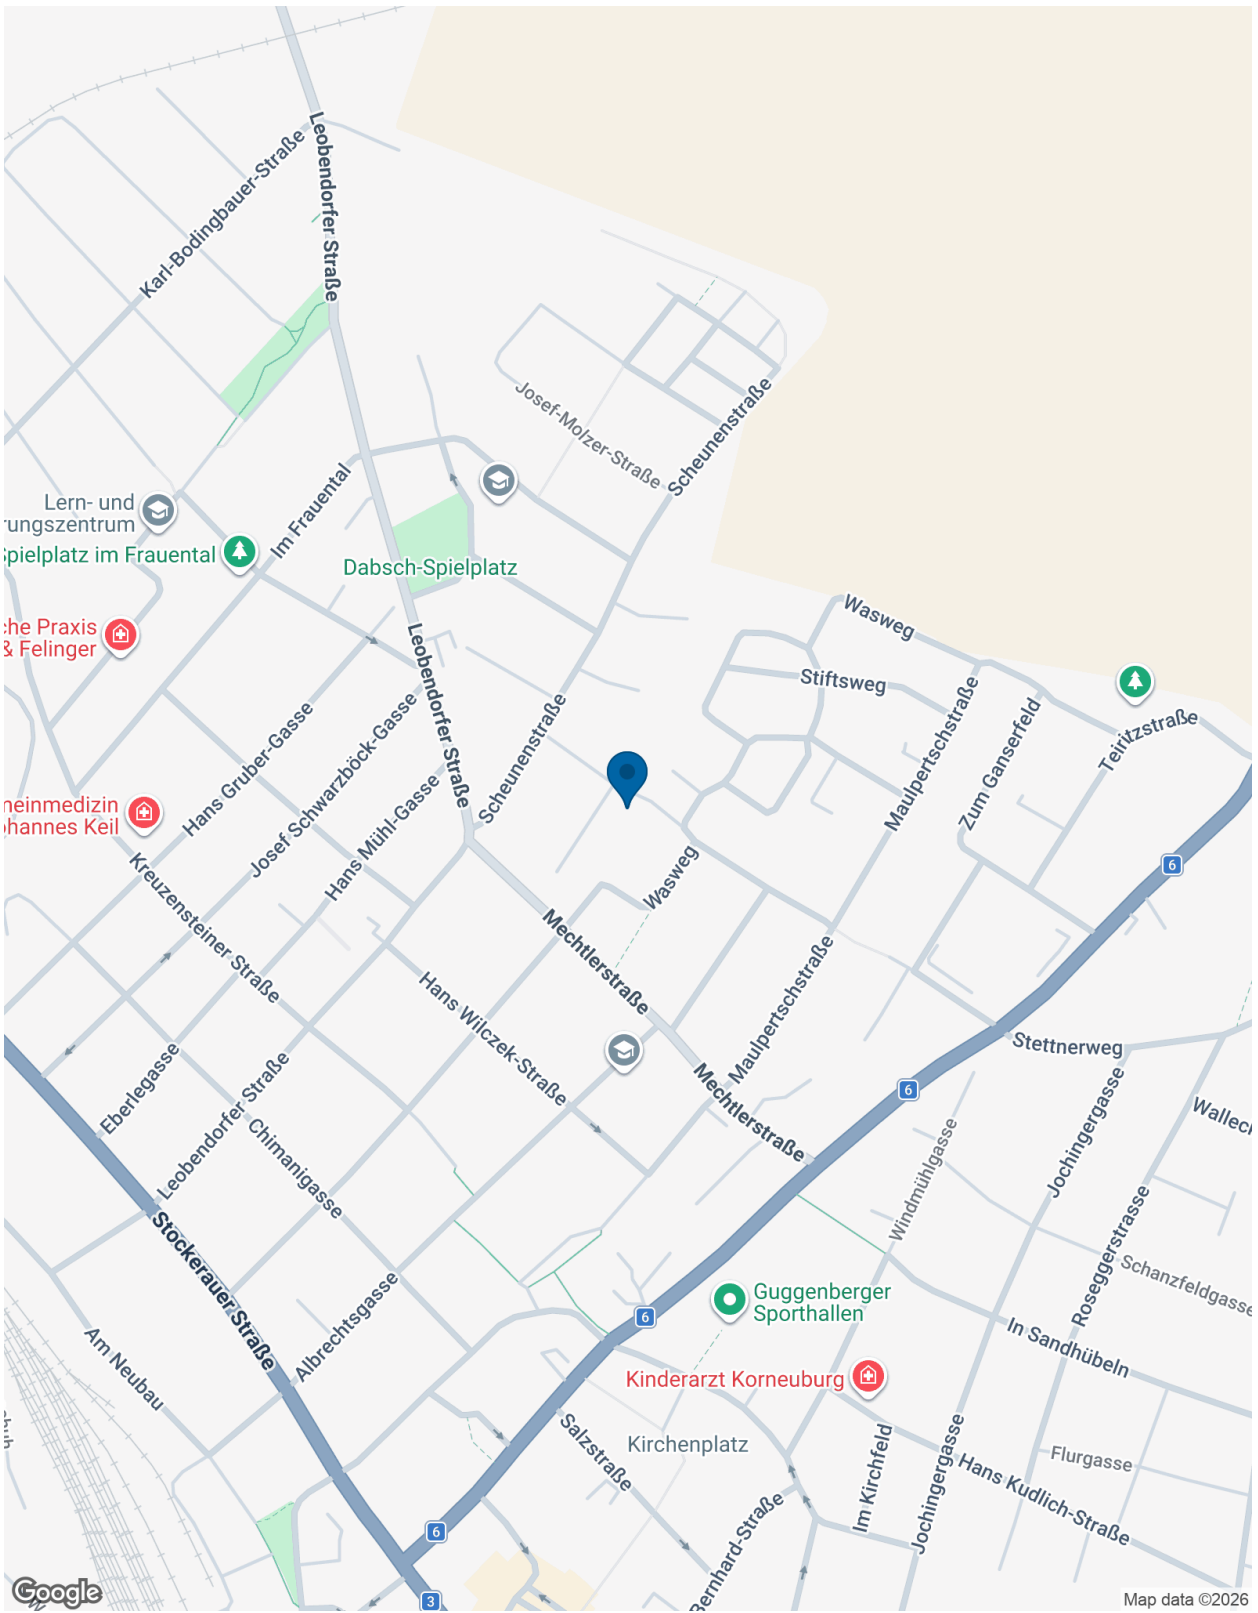 Leobendorfer Straße
Karl-Bodingbauer-Straße
Josef-Molzer-Straße
Scheunenstraße
Lern- und
rungszentrum
Im Frauental
Spielplatz im Frauental
Dabsch-Spielplatz
Wasweg
che Praxis
& Felinger
Leobendorfer Straße
Stiftsweg
Maulpertschstraße
Zum Ganserfeld
Teiritzstraße
Hans Gruber-Gasse
Josef Schwarzböck-Gasse
Scheunenstraße
Hans Mühl-Gasse
neinmedizin
ohannes Keil
6
Kreuzensteiner Straße
Wasweg
Mechtlerstraße
Maulpertschstraße
Hans Wilczek-Straße
Stettnerweg
Mechtlerstraße
6
Eberlegasse
Leobendorfer Straße
Chimanigasse
Windmühlgasse
Jochingergasse
Walleck
Stockerauer Straße
Albrechtsgasse
Am Neubau
Guggenberger
Sporthallen
6
Roseggerstrasse
Schanzfeldgasse
In Sandhübeln
Kinderarzt Korneuburg
Salzstraße
Kirchenplatz
Im Kirchfeld
Jochingergasse
Flurgasse
Hans Kudlich-Straße
Bernhard-Straße
6
3
Google
Map data ©2026